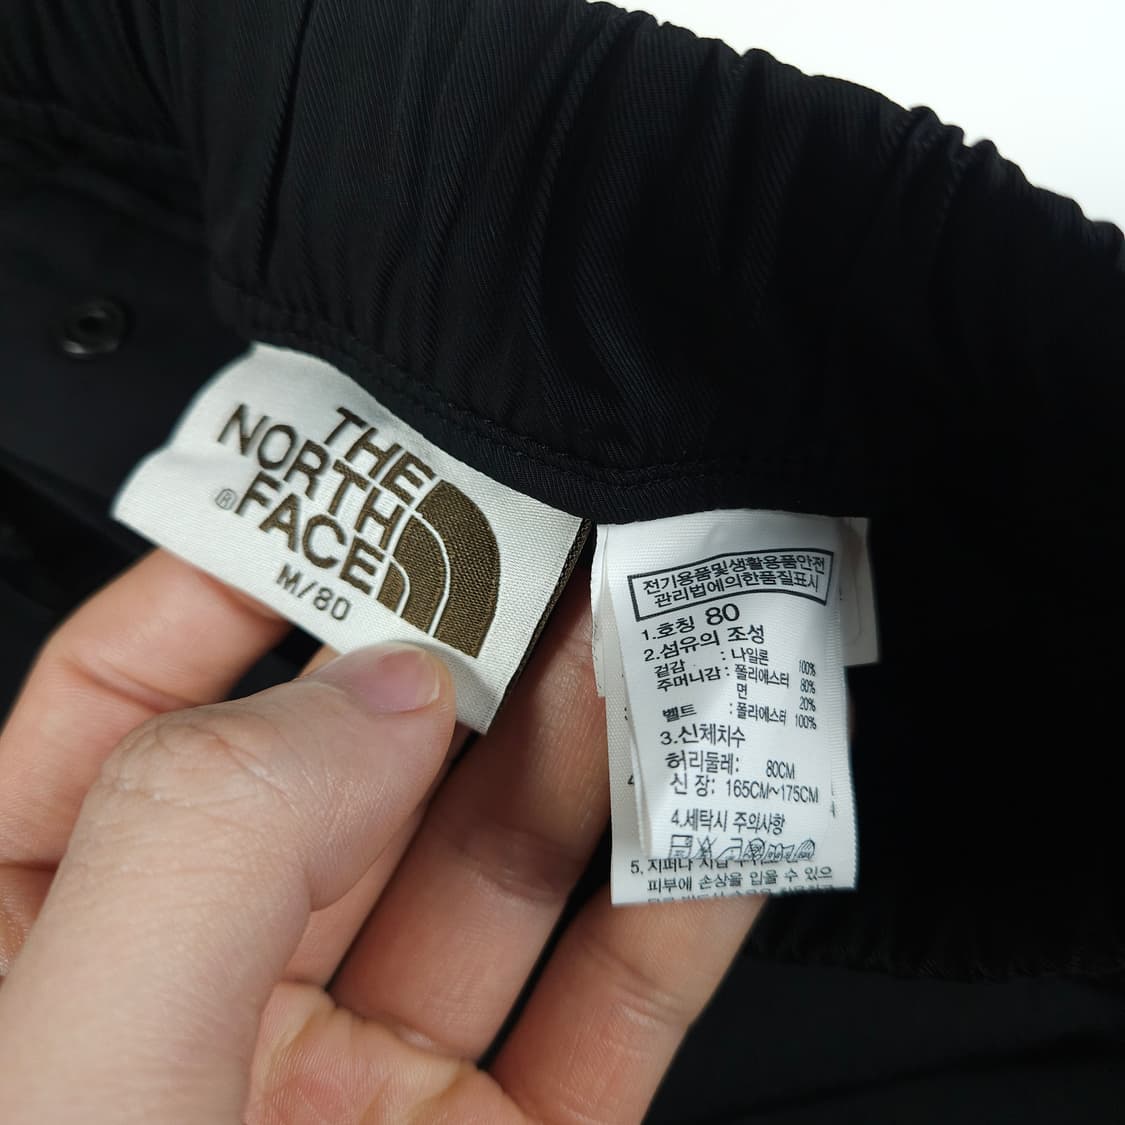 THE
NORTH
® FACE
M/80
전기용품및생활용품안전
관리법에의한품질표시
1.호칭 80
2.섬유의 조성
겉감 : 나일론 100%
주머니감 : 폴리에스터 80%
면 20%
벨트 : 폴리에스터 100%
3.신체치수
허리둘레: 80CM
신 장: 165CM~175CM
4.세탁시 주의사항
5.
피부에 손상을 입을 수 있으